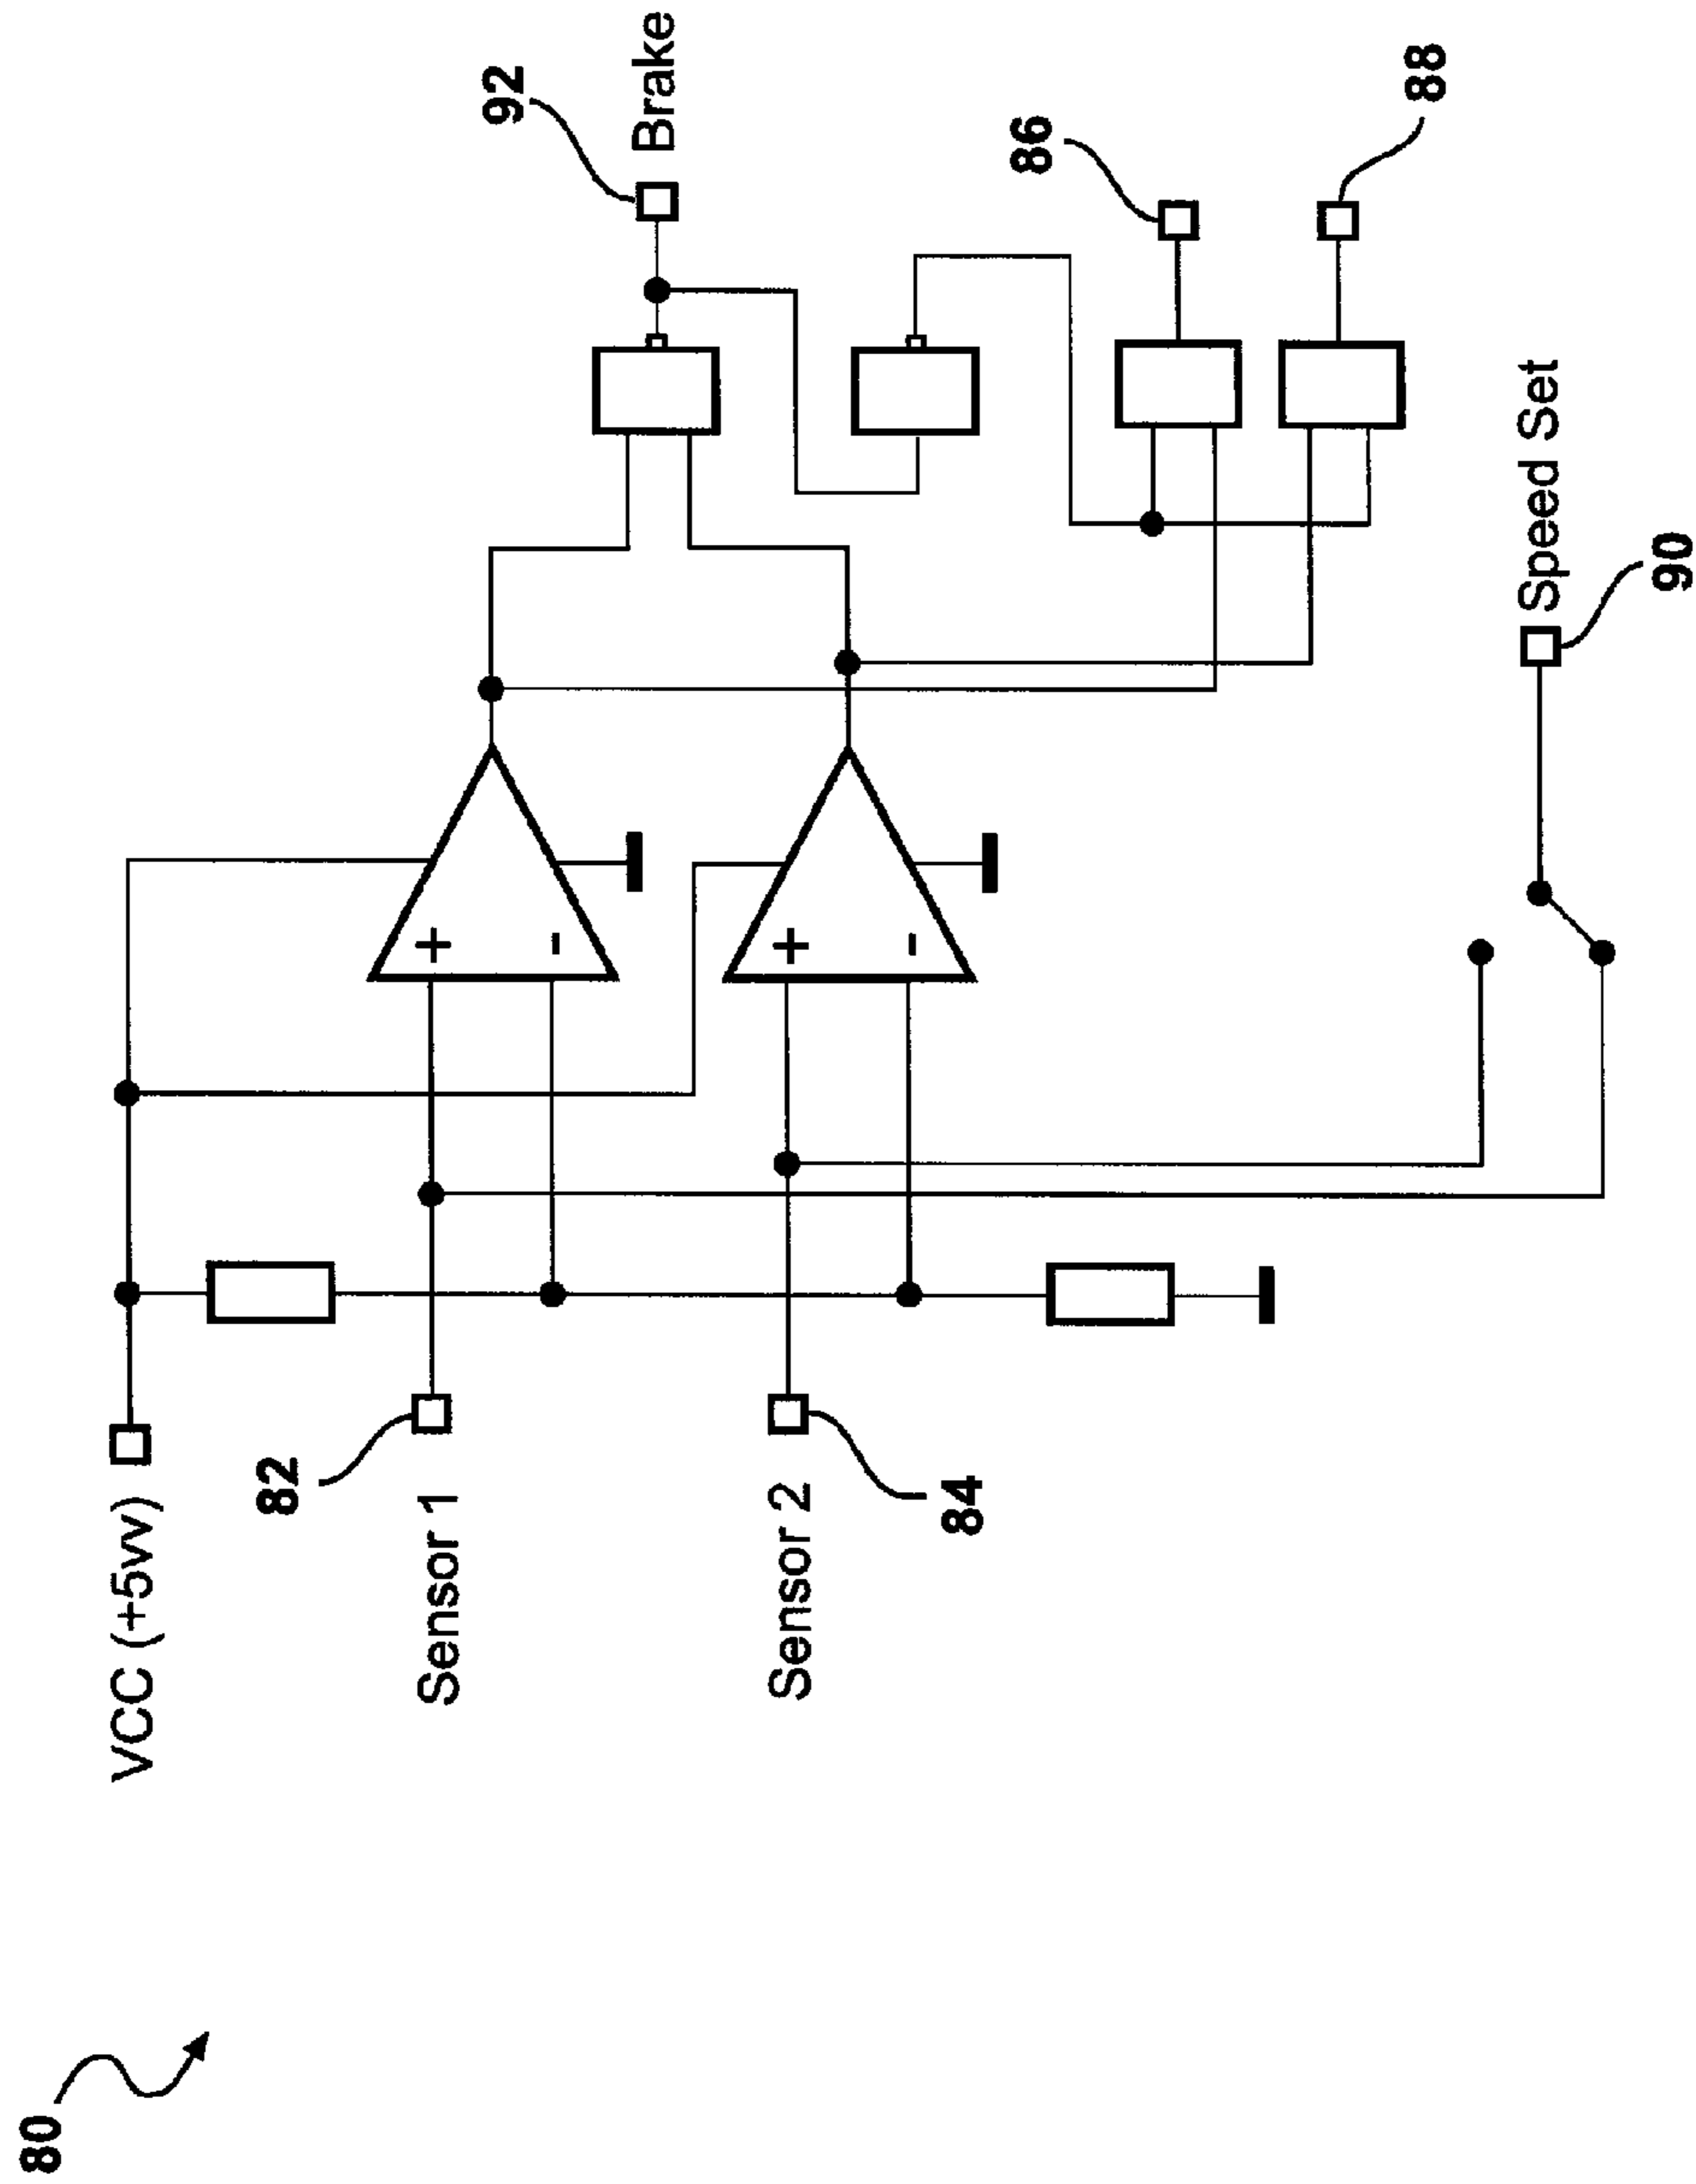 80
VCC (+5vv)
82
Sensor 1
Sensor 2
84
+
-
+
-
92
Brake
86
88
Speed Set
90